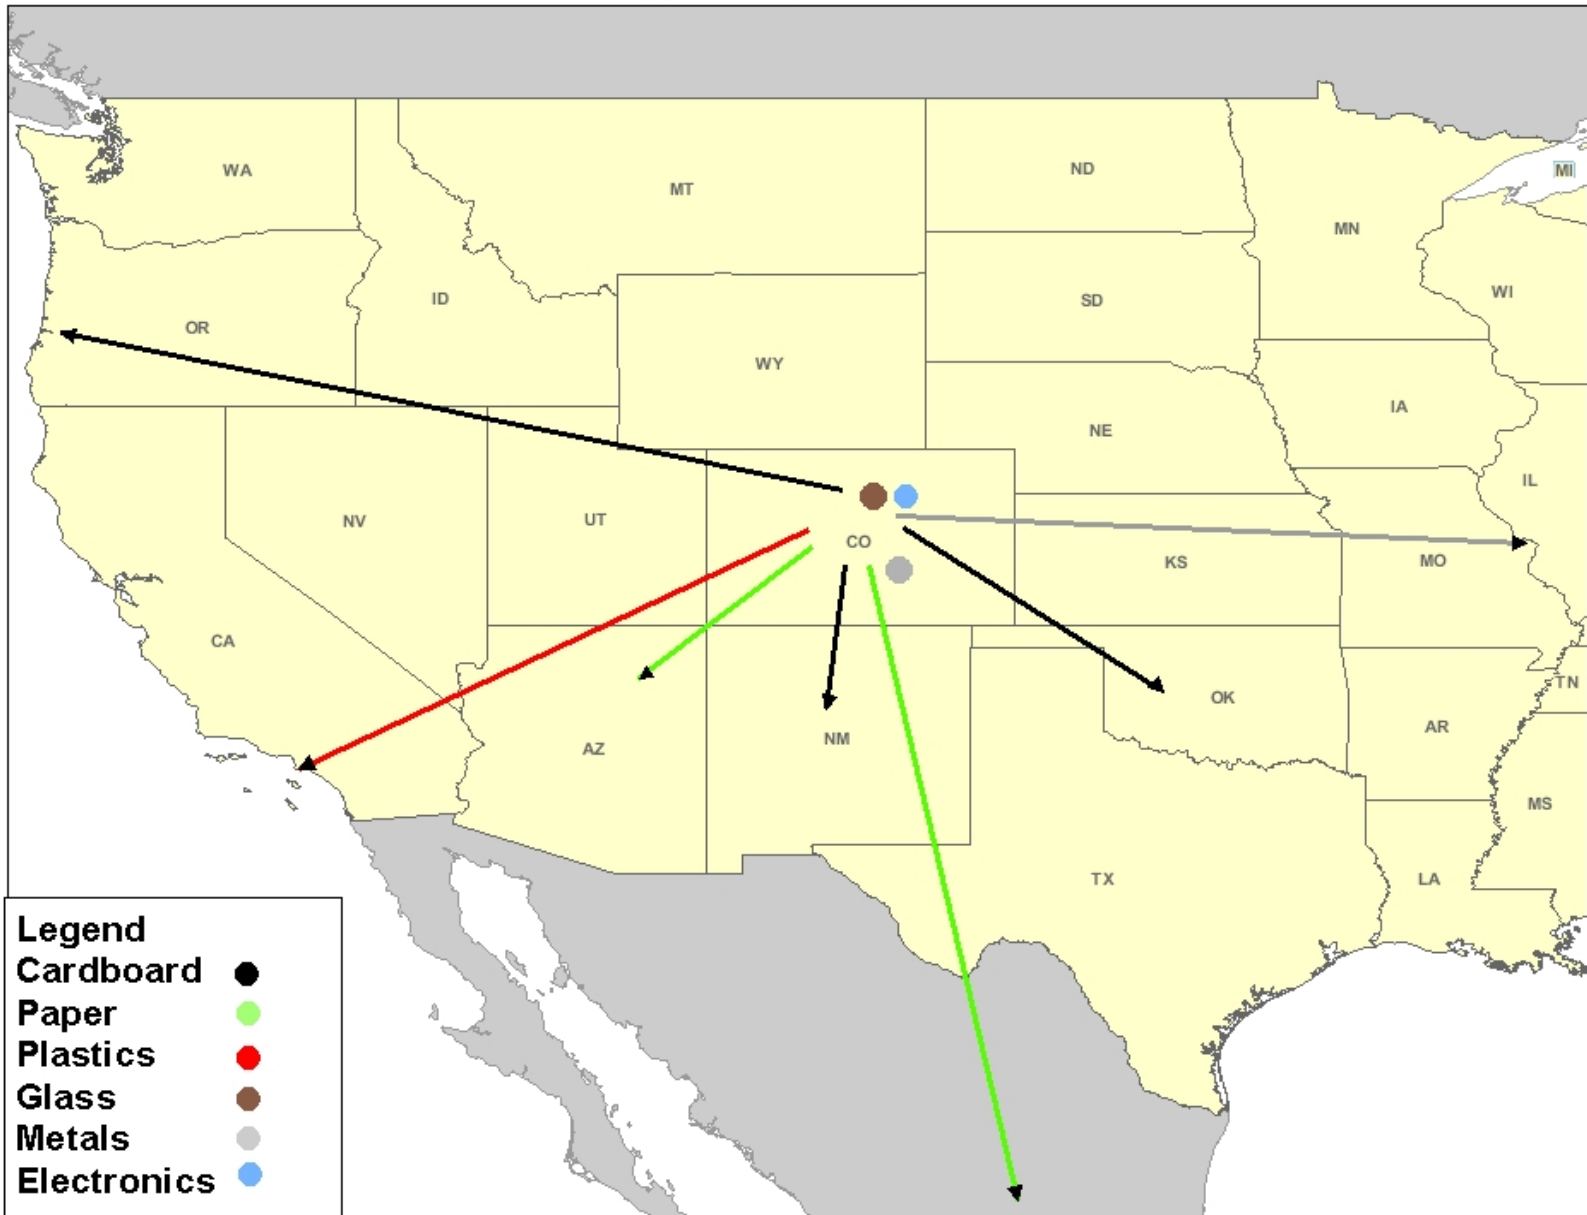 WA
MT
ND
MI
MN
OR
ID
SD
WI
WY
IA
NE
IL
NV
UT
CO
KS
MO
CA
TN
OK
AZ
NM
AR
MS
TX
LA
Legend
Cardboard
Paper
Plastics
Glass
Metals
Electronics